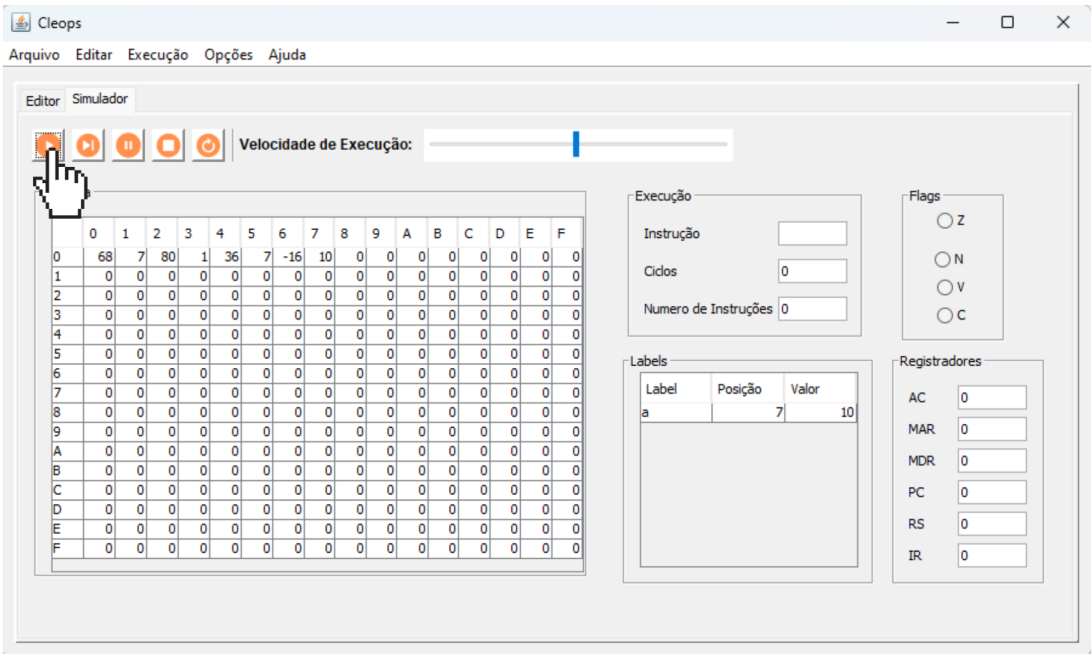 Cleops
Arquivo Editar Execução Opções Ajuda
Editor Simulador
Velocidade de Execução:
0 1 2 3 4 5 6 7 8 9 A B C D E F
0 68 7 80 1 36 7 -16 10 0 0 0 0 0 0 0 0
1 0 0 0 0 0 0 0 0 0 0 0 0 0 0 0 0
2 0 0 0 0 0 0 0 0 0 0 0 0 0 0 0 0
3 0 0 0 0 0 0 0 0 0 0 0 0 0 0 0 0
4 0 0 0 0 0 0 0 0 0 0 0 0 0 0 0 0
5 0 0 0 0 0 0 0 0 0 0 0 0 0 0 0 0
6 0 0 0 0 0 0 0 0 0 0 0 0 0 0 0 0
7 0 0 0 0 0 0 0 0 0 0 0 0 0 0 0 0
8 0 0 0 0 0 0 0 0 0 0 0 0 0 0 0 0
9 0 0 0 0 0 0 0 0 0 0 0 0 0 0 0 0
A 0 0 0 0 0 0 0 0 0 0 0 0 0 0 0 0
B 0 0 0 0 0 0 0 0 0 0 0 0 0 0 0 0
C 0 0 0 0 0 0 0 0 0 0 0 0 0 0 0 0
D 0 0 0 0 0 0 0 0 0 0 0 0 0 0 0 0
E 0 0 0 0 0 0 0 0 0 0 0 0 0 0 0 0
F 0 0 0 0 0 0 0 0 0 0 0 0 0 0 0 0
Execução
Instrução
Ciclos 0
Numero de Instruções 0
Flags
Z
N
V
C
Labels
Label Posição Valor
a 7 10
Registradores
AC 0
MAR 0
MDR 0
PC 0
RS 0
IR 0